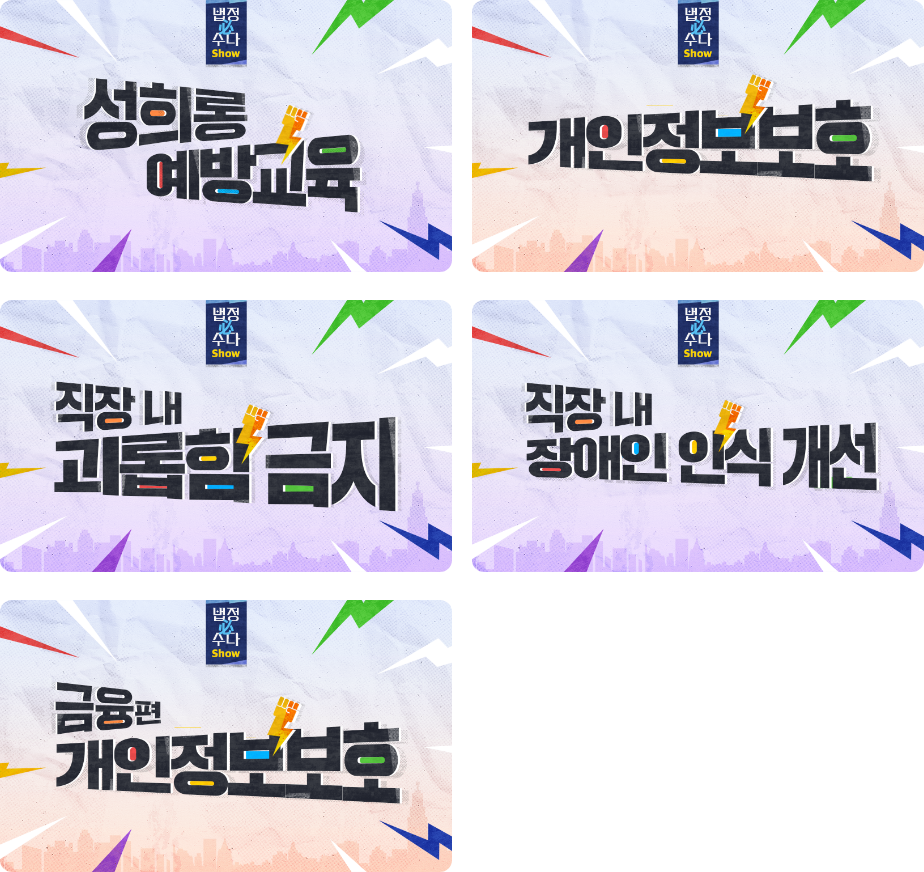 법정
必
수다
Show
성희롱
예방교육
법정
必
수다
Show
개인정보보호
법정
必
수다
Show
직장 내
괴롭힘 금지
법정
必
수다
Show
직장 내
장애인 인식 개선
법정
必
수다
Show
금융편
개인정보보호